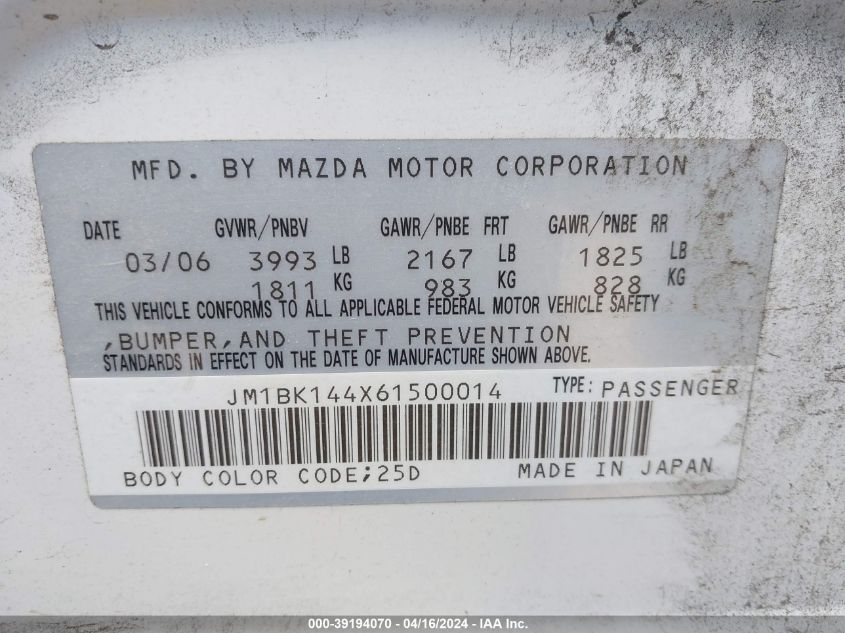 MFD. BY MAZDA MOTOR CORPORATION
DATE GVWR/PNBV GAWR/PNBE FRT GAWR/PNBE RR
03/06 3993 LB 2167 LB 1825 LB
1811 KG 983 KG 828 KG
THIS VEHICLE CONFORMS TO ALL APPLICABLE FEDERAL MOTOR VEHICLE SAFETY
,BUMPER,AND THEFT PREVENTION
STANDARDS IN EFFECT ON THE DATE OF MANUFACTURE SHOWN ABOVE.
JM1BK144X61500014 TYPE: PASSENGER
BODY COLOR CODE;25D MADE IN JAPAN
000-39194070 - 04/16/2024 - IAA Inc.